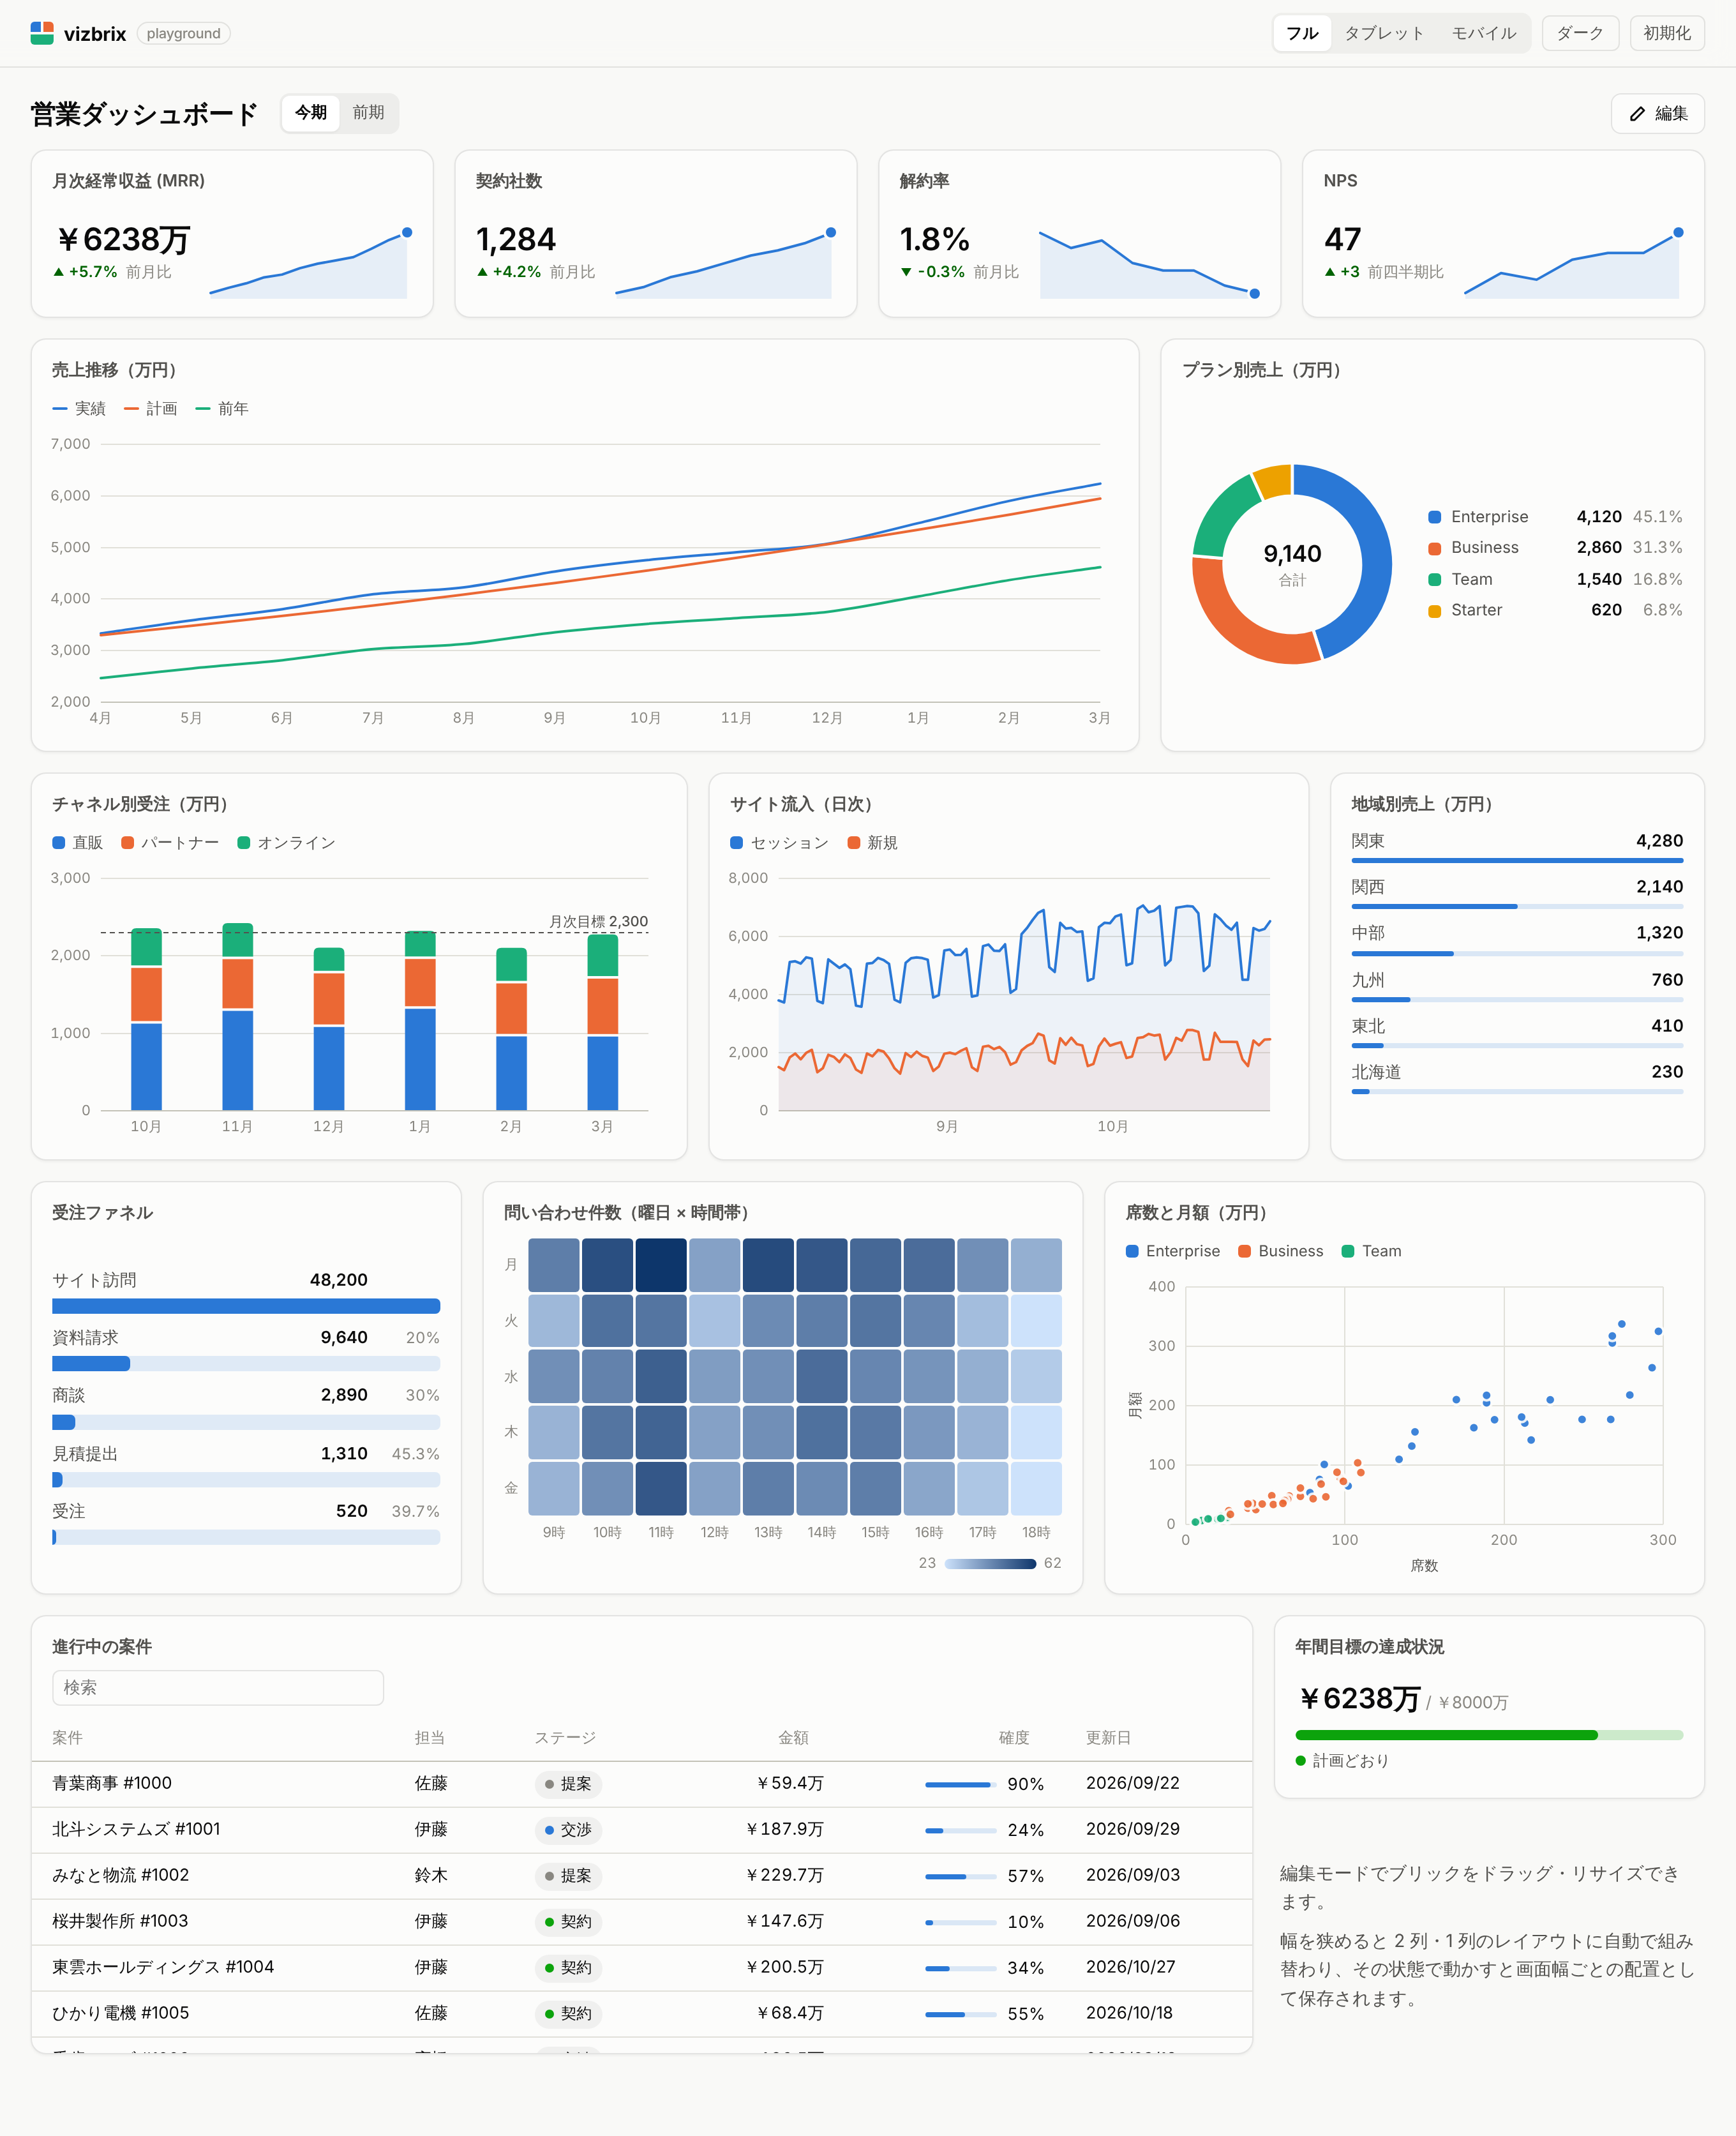 vizbrix playground
フル タブレット モバイル ダーク 初期化
営業ダッシュボード 今期 前期 編集
月次経常収益 (MRR)
￥6238万
+5.7% 前月比
契約社数
1,284
+4.2% 前月比
解約率
1.8%
-0.3% 前月比
NPS
47
+3 前四半期比
売上推移（万円）
実績 計画 前年
7,000
6,000
5,000
4,000
3,000
2,000
4月 5月 6月 7月 8月 9月 10月 11月 12月 1月 2月 3月
プラン別売上（万円）
9,140
合計
Enterprise 4,120 45.1%
Business 2,860 31.3%
Team 1,540 16.8%
Starter 620 6.8%
チャネル別受注（万円）
直販 パートナー オンライン
3,000
月次目標 2,300
2,000
1,000
0
10月 11月 12月 1月 2月 3月
サイト流入（日次）
セッション 新規
8,000
6,000
4,000
2,000
0
9月 10月
地域別売上（万円）
関東 4,280
関西 2,140
中部 1,320
九州 760
東北 410
北海道 230
受注ファネル
サイト訪問 48,200
資料請求 9,640 20%
商談 2,890 30%
見積提出 1,310 45.3%
受注 520 39.7%
問い合わせ件数（曜日 × 時間帯）
月
火
水
木
金
9時 10時 11時 12時 13時 14時 15時 16時 17時 18時
23 62
席数と月額（万円）
Enterprise Business Team
400
300
月額
200
100
0
0 100 200 300
席数
進行中の案件
検索
案件 担当 ステージ 金額 確度 更新日
青葉商事 #1000 佐藤 提案 ￥59.4万 90% 2026/09/22
北斗システムズ #1001 伊藤 交渉 ￥187.9万 24% 2026/09/29
みなと物流 #1002 鈴木 提案 ￥229.7万 57% 2026/09/03
桜井製作所 #1003 伊藤 契約 ￥147.6万 10% 2026/09/06
東雲ホールディングス #1004 伊藤 契約 ￥200.5万 34% 2026/10/27
ひかり電機 #1005 佐藤 契約 ￥68.4万 55% 2026/10/18
年間目標の達成状況
￥6238万 / ￥8000万
計画どおり
編集モードでブリックをドラッグ・リサイズでき
ます。
幅を狭めると 2 列・1 列のレイアウトに自動で組み
替わり、その状態で動かすと画面幅ごとの配置とし
て保存されます。